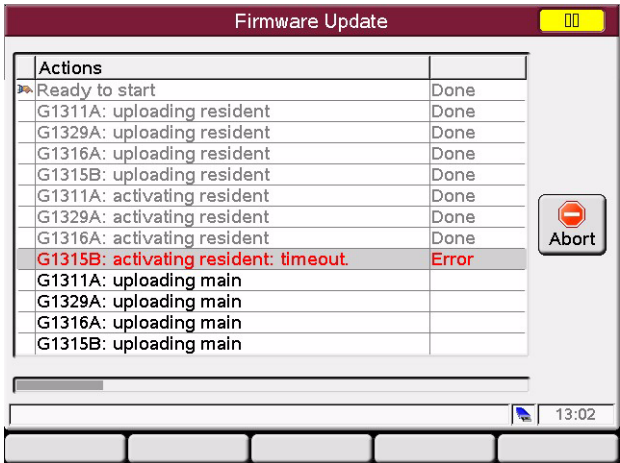 Firmware Update
Actions
Ready to start Done
G1311A: uploading resident Done
G1329A: uploading resident Done
G1316A: uploading resident Done
G1315B: uploading resident Done
G1311A: activating resident Done
G1329A: activating resident Done
G1316A: activating resident Done
G1315B: activating resident: timeout. Error
G1311A: uploading main
G1329A: uploading main
G1316A: uploading main
G1315B: uploading main
Abort
13:02